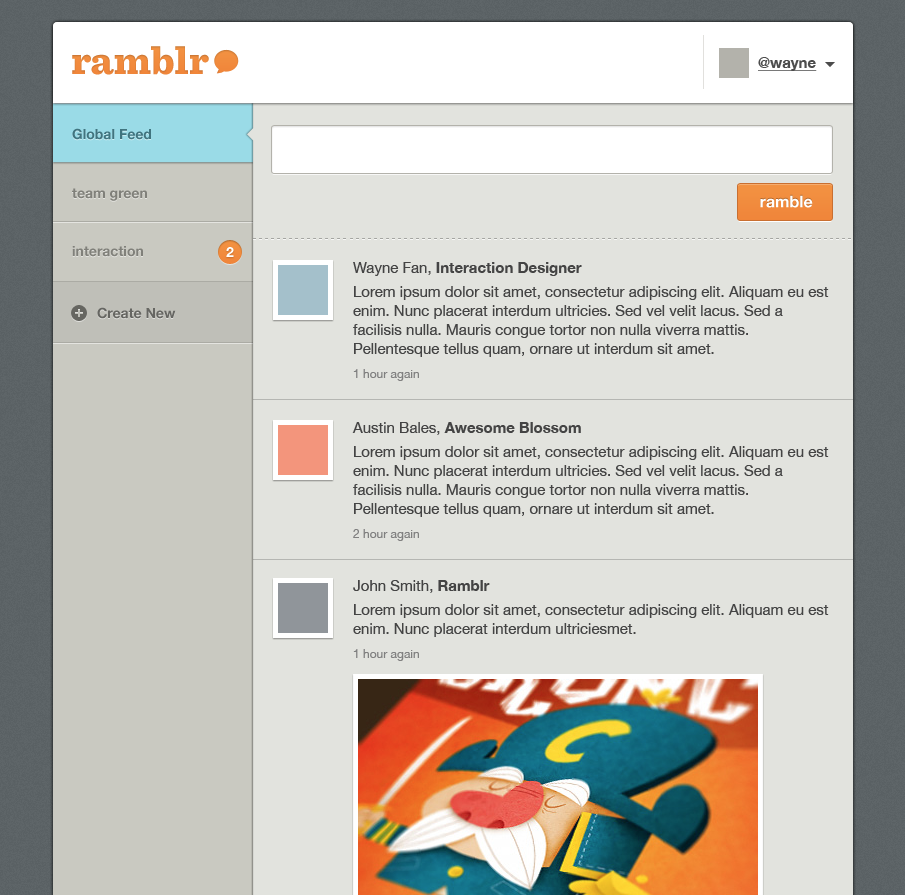 ramblr
@wayne
Global Feed
team green
interaction
2
Create New
ramble
Wayne Fan, Interaction Designer
Lorem ipsum dolor sit amet, consectetur adipiscing elit. Aliquam eu est
enim. Nunc placerat interdum ultricies. Sed vel velit lacus. Sed a
facilisis nulla. Mauris congue tortor non nulla viverra mattis.
Pellentesque tellus quam, ornare ut interdum sit amet.
1 hour again
Austin Bales, Awesome Blossom
Lorem ipsum dolor sit amet, consectetur adipiscing elit. Aliquam eu est
enim. Nunc placerat interdum ultricies. Sed vel velit lacus. Sed a
facilisis nulla. Mauris congue tortor non nulla viverra mattis.
Pellentesque tellus quam, ornare ut interdum sit amet.
2 hour again
John Smith, Ramblr
Lorem ipsum dolor sit amet, consectetur adipiscing elit. Aliquam eu est
enim. Nunc placerat interdum ultriciesmet.
1 hour again
C